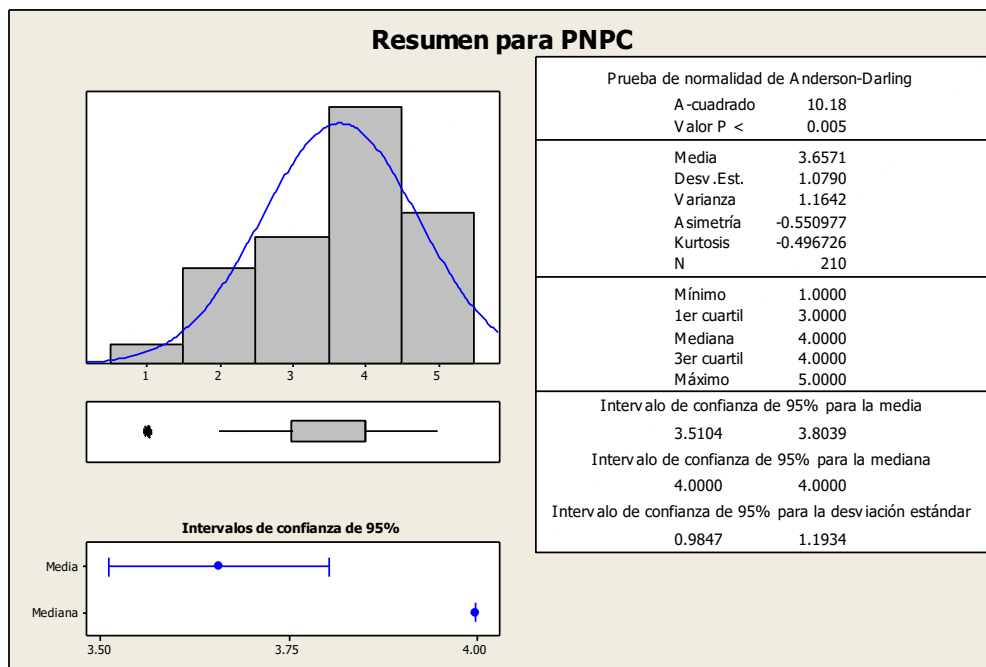 Resumen para PNPC
1 2 3 4 5
Intervalos de confianza de 95%
Media
Mediana
3.50 3.75 4.00
Prueba de normalidad de Anderson-Darling
A-cuadrado 10.18
Valor P < 0.005
Media 3.6571
Desv.Est. 1.0790
Varianza 1.1642
Asimetría -0.550977
Kurtosis -0.496726
N 210
Mínimo 1.0000
1er cuartil 3.0000
Mediana 4.0000
3er cuartil 4.0000
Máximo 5.0000
Intervalo de confianza de 95% para la media
3.5104 3.8039
Intervalo de confianza de 95% para la mediana
4.0000 4.0000
Intervalo de confianza de 95% para la desviación estándar
0.9847 1.1934